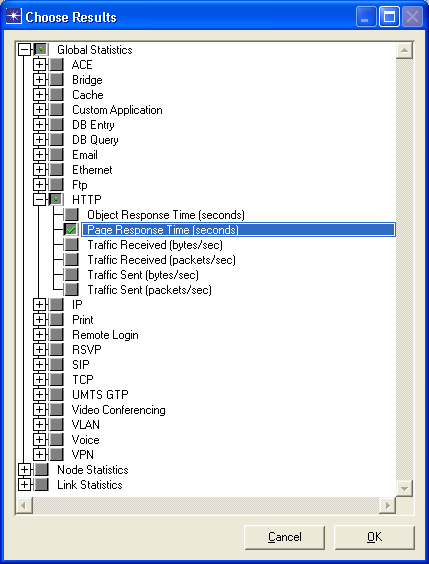 Choose Results
Global Statistics
ACE
Bridge
Cache
Custom Application
DB Entry
DB Query
Email
Ethernet
Ftp
HTTP
Object Response Time (seconds)
Page Response Time (seconds)
Traffic Received (bytes/sec)
Traffic Received (packets/sec)
Traffic Sent (bytes/sec)
Traffic Sent (packets/sec)
IP
Print
Remote Login
RSVP
SIP
TCP
UMTS GTP
Video Conferencing
VLAN
Voice
VPN
Node Statistics
Link Statistics
Cancel OK